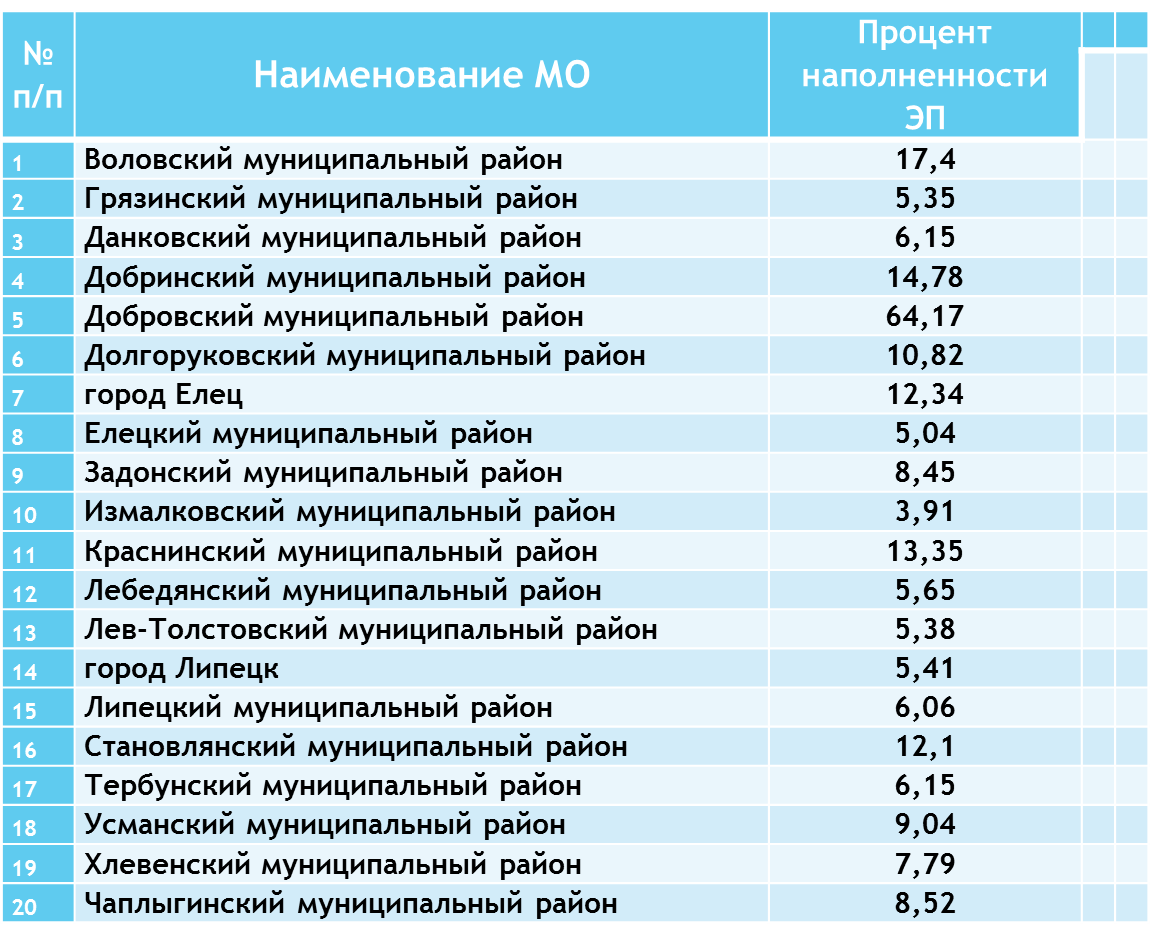 № п/п Наименование МО Процент наполненности ЭП
1 Воловский муниципальный район 17,4
2 Грязинский муниципальный район 5,35
3 Данковский муниципальный район 6,15
4 Добринский муниципальный район 14,78
5 Добровский муниципальный район 64,17
6 Долгоруковский муниципальный район 10,82
7 город Елец 12,34
8 Елецкий муниципальный район 5,04
9 Задонский муниципальный район 8,45
10 Измалковский муниципальный район 3,91
11 Краснинский муниципальный район 13,35
12 Лебедянский муниципальный район 5,65
13 Лев-Толстовский муниципальный район 5,38
14 город Липецк 5,41
15 Липецкий муниципальный район 6,06
16 Становлянский муниципальный район 12,1
17 Тербунский муниципальный район 6,15
18 Усманский муниципальный район 9,04
19 Хлевенский муниципальный район 7,79
20 Чаплыгинский муниципальный район 8,52